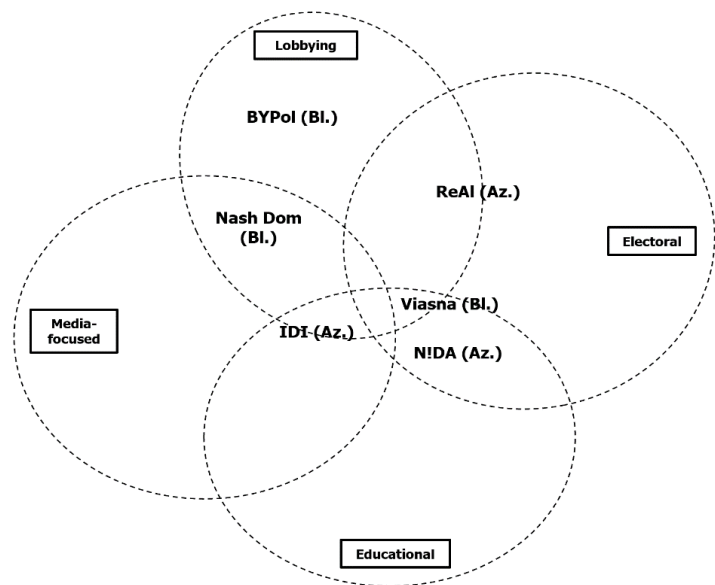 Lobbying
BYPol (Bl.)
ReAl (Az.)
Nash Dom
(Bl.)
Electoral
Viasna (Bl.)
Media-
focused
IDI (Az.)
N!DA (Az.)
Educational